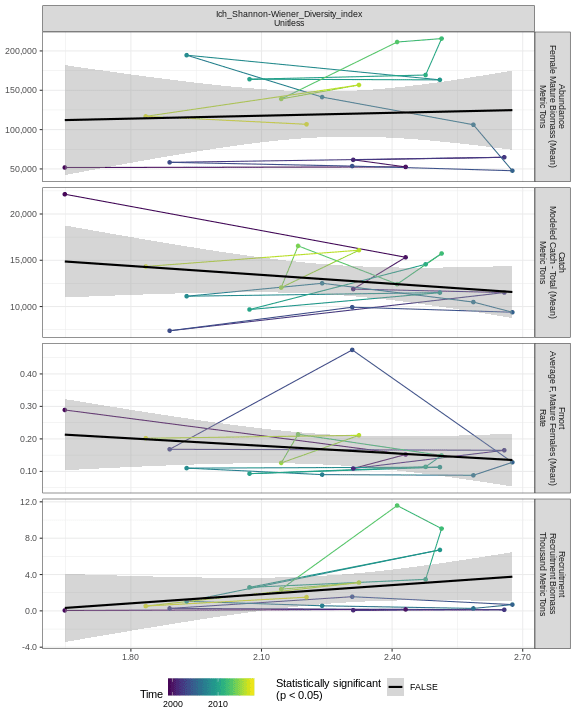 Ich_Shannon-Wiener_Diversity_index
Unitless
200,000
150,000
100,000
50,000
Abundance
Female Mature Biomass (Mean)
Metric Tons
20,000
15,000
10,000
Catch
Modeled Catch - Total (Mean)
Metric Tons
0.40
0.30
0.20
0.10
Fmort
Average F, Mature Females (Mean)
Rate
12.0
8.0
4.0
0.0
-4.0
Recruitment
Recruitment Biomass
Thousand Metric Tons
1.80
2.10
2.40
2.70
Time
2000
2010
Statistically significant
(p < 0.05)
FALSE